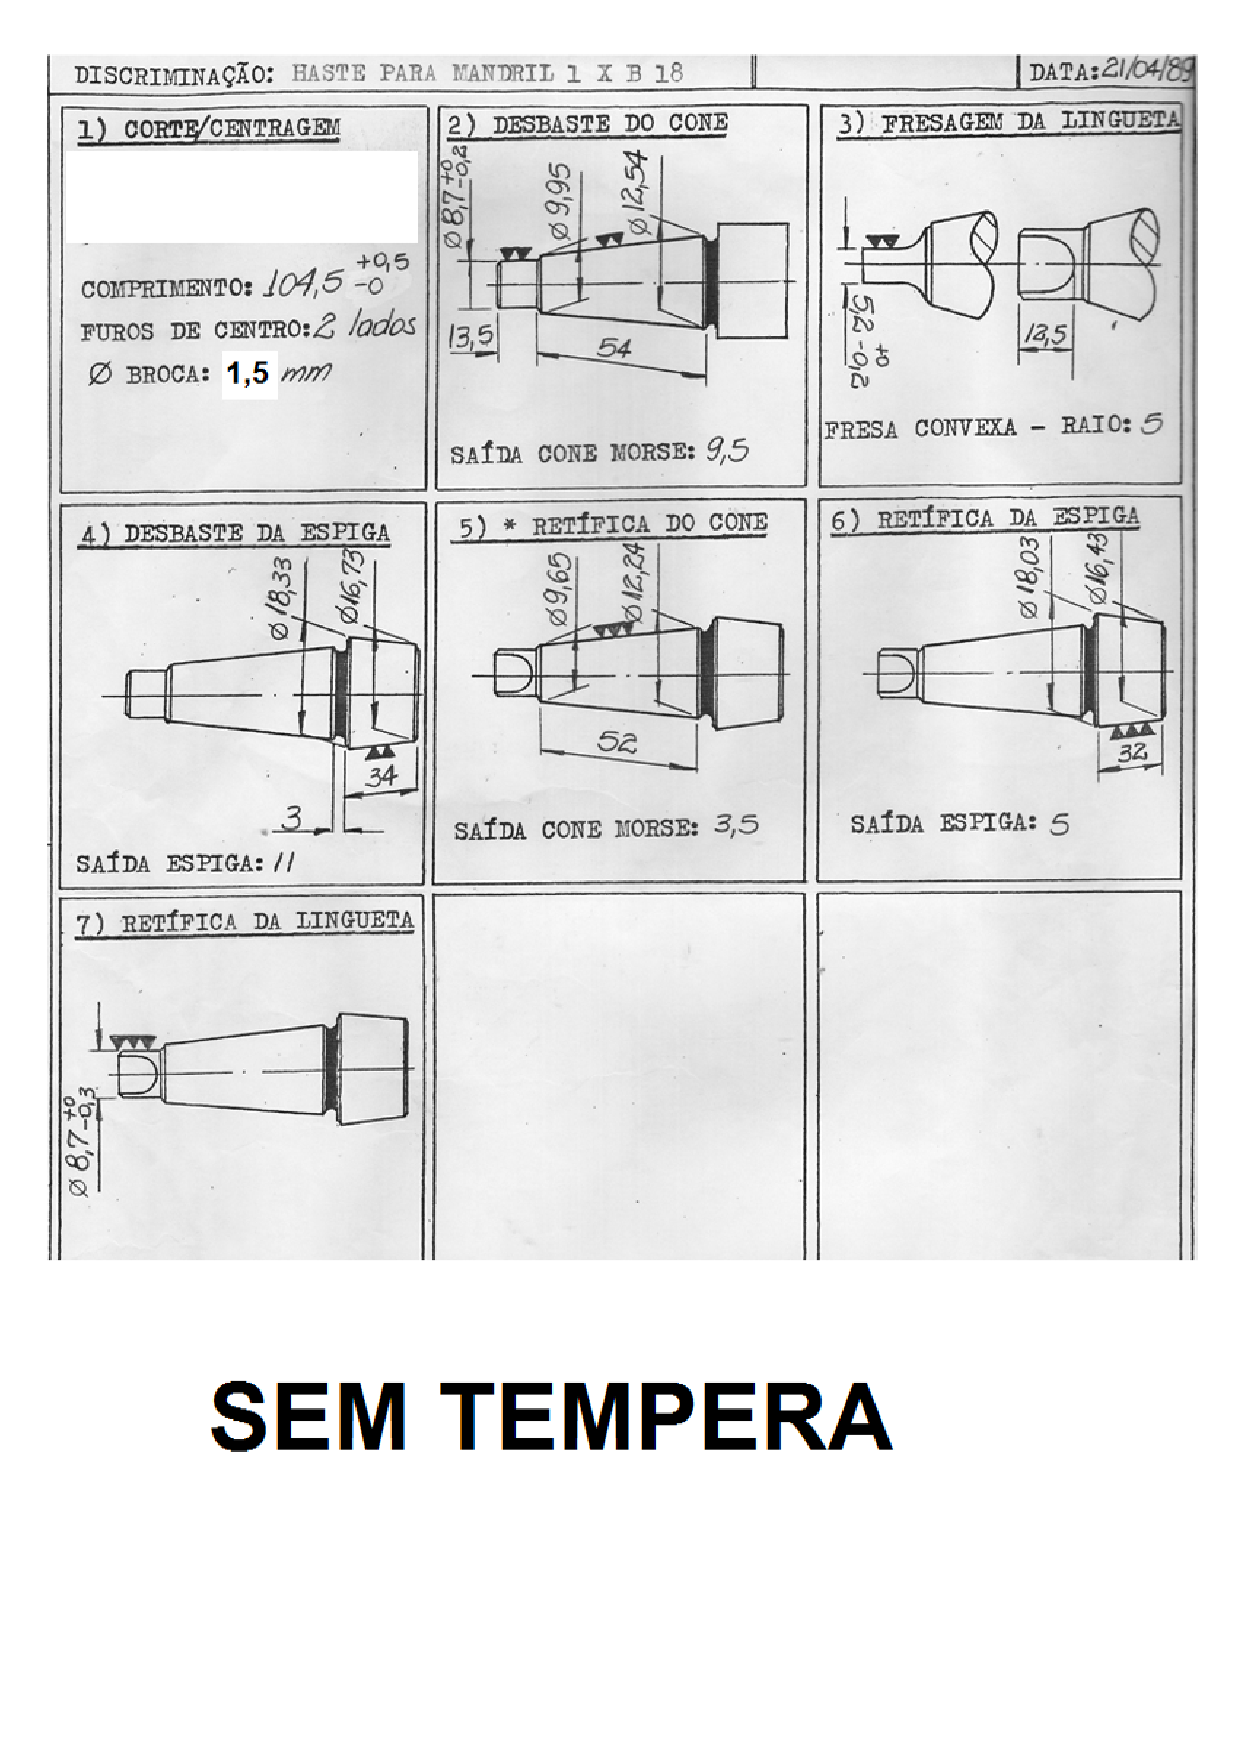 DISCRIMINAÇÃO: HASTE PARA MANDRIL 1 X B 18
DATA: 21/04/89
1) CORTE/CENTRAGEM
COMPRIMENTO: 104,5 +0,5 -0
FUROS DE CENTRO: 2 lados
Ø BROCA: 1,5 mm
2) DESBASTE DO CONE
Ø 8,7 +0 -0,2
Ø 9,95
Ø 12,54
13,5
54
SAÍDA CONE MORSE: 9,5
3) FRESAGEM DA LINGUETA
5,2 +0 -0,2
12,5
FRESA CONVEXA - RAIO: 5
4) DESBASTE DA ESPIGA
Ø 18,33
Ø 16,73
34
3
SAÍDA ESPIGA: 11
5) * RETÍFICA DO CONE
Ø 9,65
Ø 12,24
52
SAÍDA CONE MORSE: 3,5
6) RETÍFICA DA ESPIGA
Ø 18,03
Ø 16,43
32
SAÍDA ESPIGA: 5
7) RETÍFICA DA LINGUETA
Ø 8,7 +0 -0,3
SEM TEMPERA